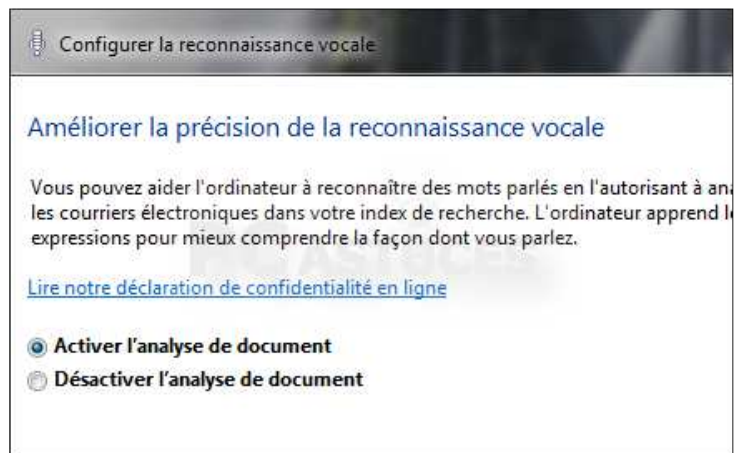 Configurer la reconnaissance vocale
Améliorer la précision de la reconnaissance vocale
Vous pouvez aider l'ordinateur à reconnaître des mots parlés en l'autorisant à
les courriers électroniques dans votre index de recherche. L'ordinateur apprend
expressions pour mieux comprendre la façon dont vous parlez.
PC ASTUCES
Lire notre déclaration de confidentialité en ligne
Activer l'analyse de document
Désactiver l'analyse de document